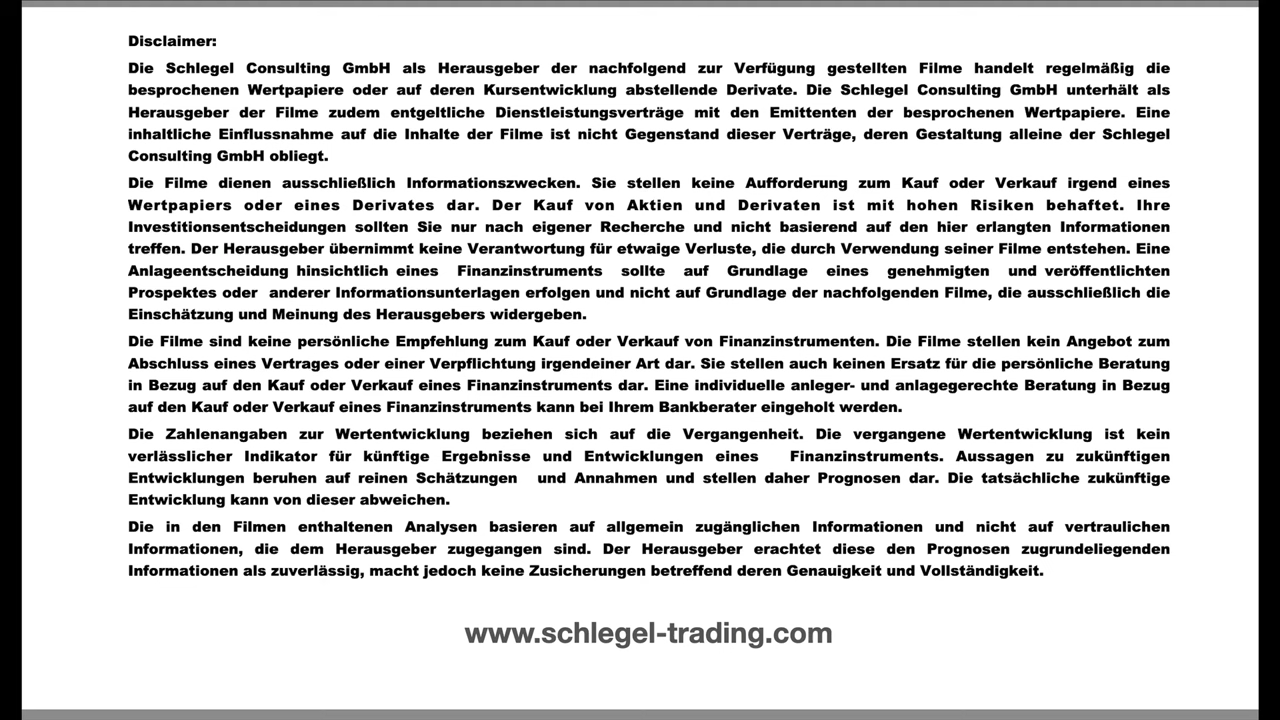 Disclaimer:
Die Schlegel Consulting GmbH als Herausgeber der nachfolgend zur Verfügung gestellten Filme handelt regelmäßig die
besprochenen Wertpapiere oder auf deren Kursentwicklung abstellende Derivate. Die Schlegel Consulting GmbH unterhält als
Herausgeber der Filme zudem entgeltliche Dienstleistungsverträge mit den Emittenten der besprochenen Wertpapiere. Eine
inhaltliche Einflussnahme auf die Inhalte der Filme ist nicht Gegenstand dieser Verträge, deren Gestaltung alleine der Schlegel
Consulting GmbH obliegt.
Die Filme dienen ausschließlich Informationszwecken. Sie stellen keine Aufforderung zum Kauf oder Verkauf irgend eines
Wertpapiers oder eines Derivates dar. Der Kauf von Aktien und Derivaten ist mit hohen Risiken behaftet. Ihre
Investitionsentscheidungen sollten Sie nur nach eigener Recherche und nicht basierend auf den hier erlangten Informationen
treffen. Der Herausgeber übernimmt keine Verantwortung für etwaige Verluste, die durch Verwendung seiner Filme entstehen. Eine
Anlageentscheidung hinsichtlich eines Finanzinstruments sollte auf Grundlage eines genehmigten und veröffentlichten
Prospektes oder anderer Informationsunterlagen erfolgen und nicht auf Grundlage der nachfolgenden Filme, die ausschließlich die
Einschätzung und Meinung des Herausgebers widergeben.
Die Filme sind keine persönliche Empfehlung zum Kauf oder Verkauf von Finanzinstrumenten. Die Filme stellen kein Angebot zum
Abschluss eines Vertrages oder einer Verpflichtung irgendeiner Art dar. Sie stellen auch keinen Ersatz für die persönliche Beratung
in Bezug auf den Kauf oder Verkauf eines Finanzinstruments dar. Eine individuelle anleger- und anlagegerechte Beratung in Bezug
auf den Kauf oder Verkauf eines Finanzinstruments kann bei Ihrem Bankberater eingeholt werden.
Die Zahlenangaben zur Wertentwicklung beziehen sich auf die Vergangenheit. Die vergangene Wertentwicklung ist kein
verlässlicher Indikator für künftige Ergebnisse und Entwicklungen eines Finanzinstruments. Aussagen zu zukünftigen
Entwicklungen beruhen auf reinen Schätzungen und Annahmen und stellen daher Prognosen dar. Die tatsächliche zukünftige
Entwicklung kann von dieser abweichen.
Die in den Filmen enthaltenen Analysen basieren auf allgemein zugänglichen Informationen und nicht auf vertraulichen
Informationen, die dem Herausgeber zugegangen sind. Der Herausgeber erachtet diese den Prognosen zugrundeliegenden
Informationen als zuverlässig, macht jedoch keine Zusicherungen betreffend deren Genauigkeit und Vollständigkeit.
www.schlegel-trading.com